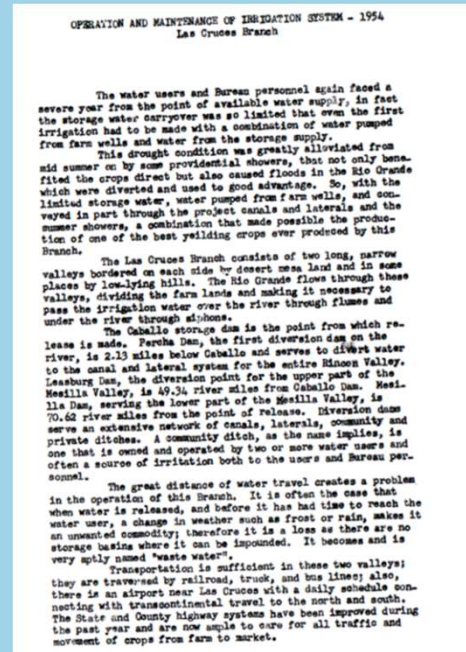 OPERATION AND MAINTENANCE OF IRRIGATION SYSTEM - 1954
Las Cruces Branch
The water users and Bureau personnel again faced a
severe year from the point of available water supply, in fact
the storage water carryover was so limited that even the first
irrigation had to be made with a combination of water pumped
from farm wells and water from the storage supply.
This drought condition was greatly alleviated from
mid summer on by some providential showers, that not only bene-
fited the crops direct but also caused floods in the Rio Grande
which were diverted and used to good advantage. So, with the
limited storage water, water pumped from farm wells, and con-
veyed in part through the project canals and laterals and the
summer showers, a combination that made possible the produc-
tion of one of the best yeilding crops ever produced by this
Branch.
The Las Cruces Branch consists of two long, narrow
valleys bordered on each side by desert mesa land and in some
places by low-lying hills. The Rio Grande flows through these
valleys, dividing the farm lands and making it necessary to
pass the irrigation water over the river through flumes and
under the river through siphons.
The Caballo storage dam is the point from which re-
lease is made. Percha Dam, the first diversion dam on the
river, is 2.13 miles below Caballo and serves to divert water
to the canal and lateral system for the entire Rincon Valley.
Leasburg Dam, the diversion point for the upper part of the
Mesilla Valley, is 49.34 river miles from Caballo Dam. Mesi-
lla Dam, serving the lower part of the Mesilla Valley, is
70.62 river miles from the point of release. Diversion dams
serve an extensive network of canals, laterals, community and
private ditches. A community ditch, as the name implies, is
one that is owned and operated by two or more water users and
often a source of irritation both to the users and Bureau per-
sonnel.
The great distance of water travel creates a problem
in the operation of this Branch. It is often the case that
when water is released, and before it has had time to reach the
water user, a change in weather such as frost or rain, makes it
an unwanted commodity; therefore it is a loss as there are no
storage basins where it can be impounded. It becomes and is
very aptly named "waste water".
Transportation is sufficient in these two valleys;
they are traversed by railroad, truck, and bus lines; also,
there is an airport near Las Cruces with a daily schedule con-
necting with transcontinental travel to the north and south.
The State and County highway systems have been improved during
the past year and are now ample to care for all traffic and
movement of crops from farm to market.